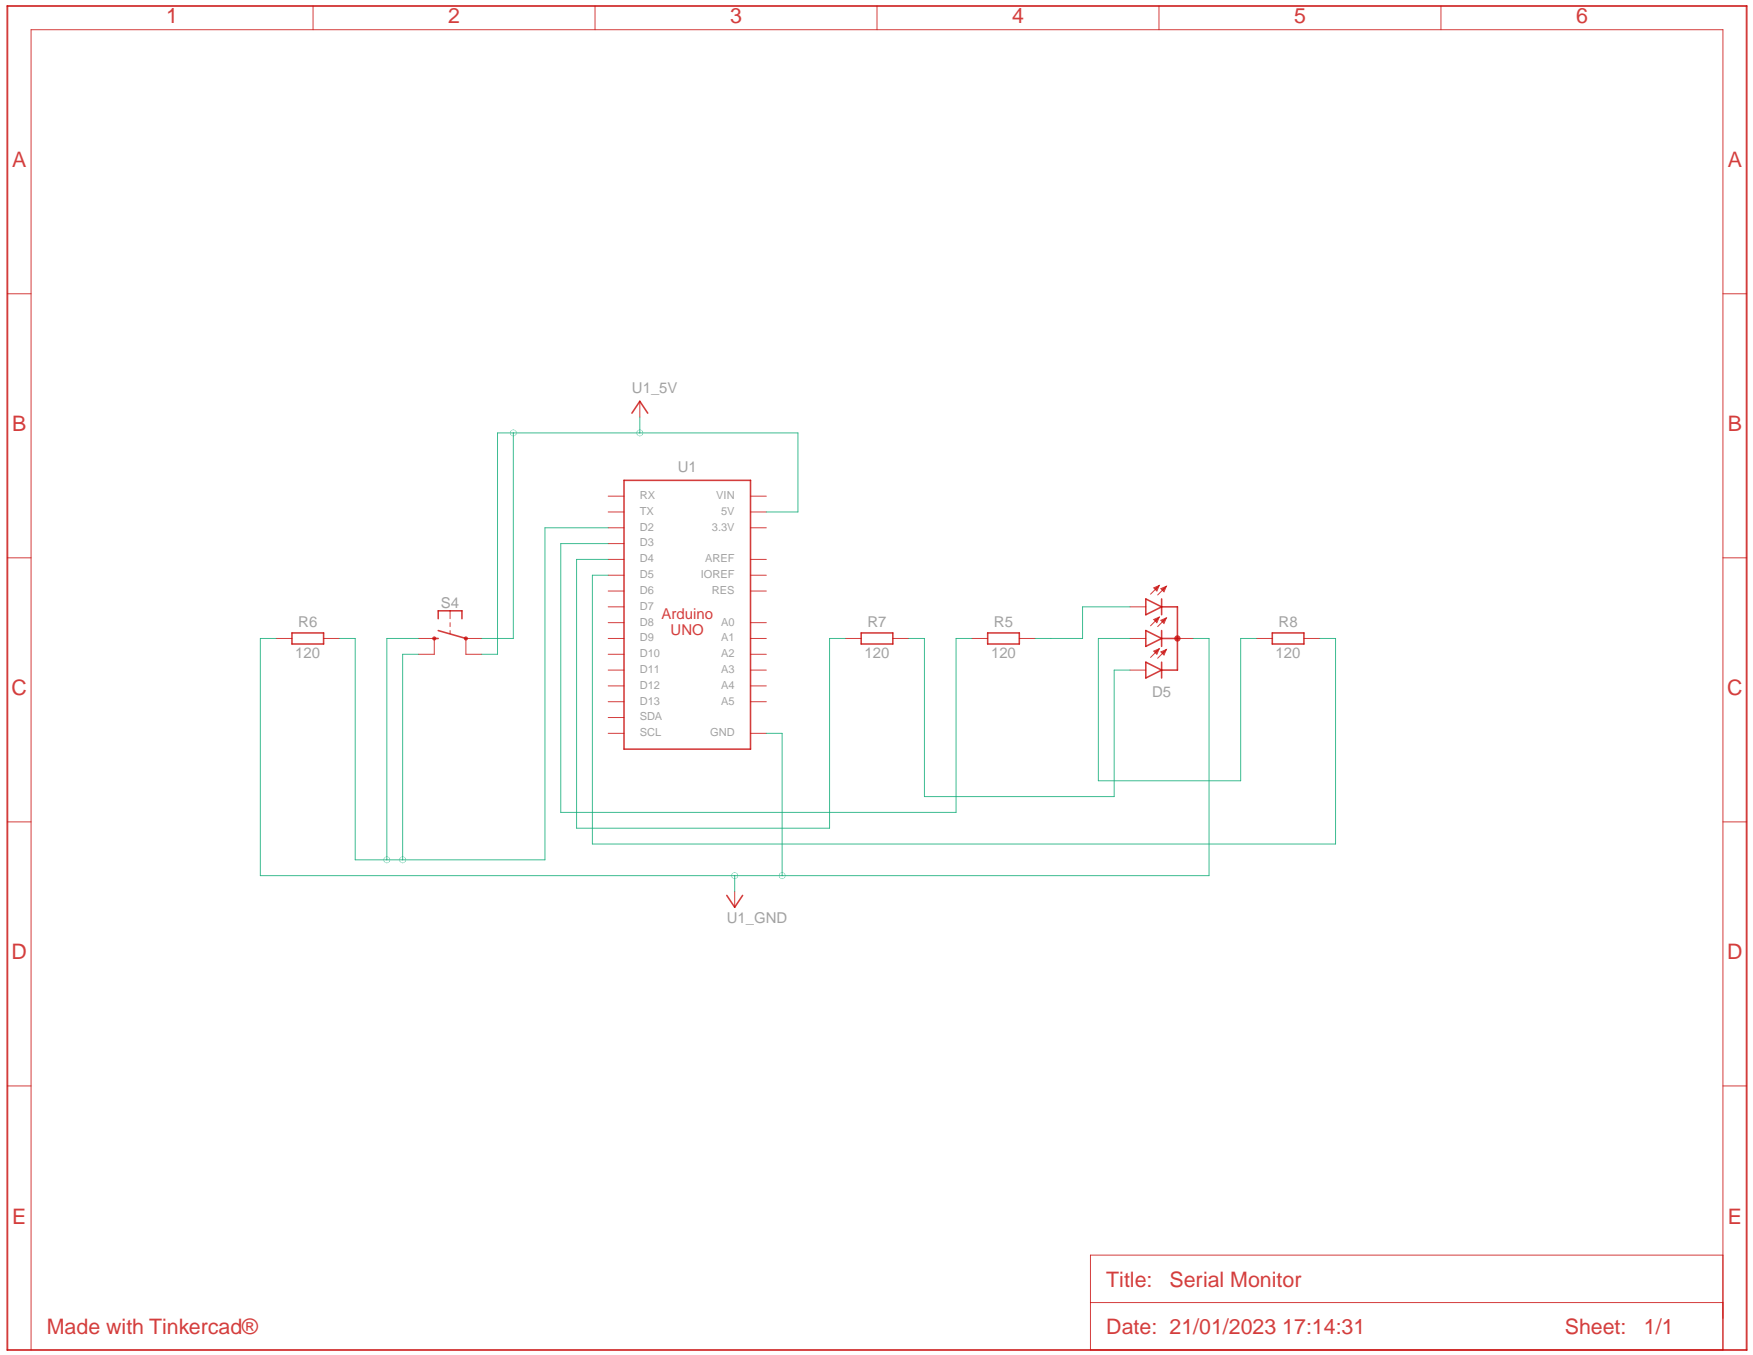 1 2 3 4 5 6
A A
U1_5V
B B
U1
RX VIN
TX 5V
D2 3.3V
D3
D4 AREF
D5 IOREF
D6 RES
D7
Arduino
UNO
D8 A0
D9 A1
D10 A2
D11 A3
D12 A4
D13 A5
SDA
SCL GND
S4
R6
120
R7
120
R5
120
D5
R8
120
C C
U1_GND
D D
E E
Title: Serial Monitor
Made with Tinkercad®
Date: 21/01/2023 17:14:31 Sheet: 1/1